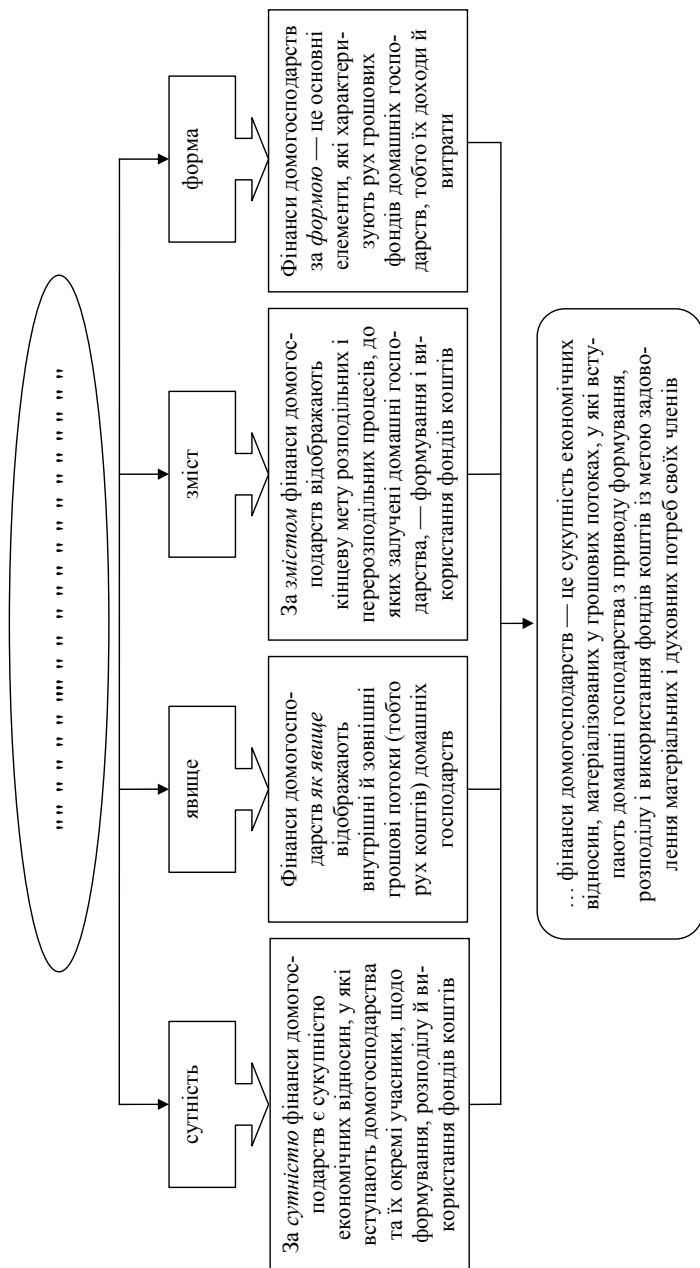 сутність
явище
зміст
форма
За сутністю фінанси домогос-
подарств є сукупністю
економічних відносин, у які
вступають домогосподарства
та їх окремі учасники, щодо
формування, розподілу й ви-
користання фондів коштів
Фінанси домогоспо-
дарств як явище
відображають
внутрішні й зовнішні
грошові потоки (тобто
рух коштів) домашніх
господарств
За змістом фінанси домогос-
подарств відображають
кінцеву мету розподільних і
перерозподільних процесів, до
яких залучені домашні госпо-
дарства, — формування і ви-
користання фондів коштів
Фінанси домогосподарств
за формою — це основні
елементи, які характери-
зують рух грошових
фондів домашніх госпо-
дарств, тобто їх доходи й
витрати
… фінанси домогосподарств — це сукупність економічних
відносин, матеріалізованих у грошових потоках, у які всту-
пають домашні господарства з приводу формування,
розподілу і використання фондів коштів із метою задово-
лення матеріальних і духовних потреб своїх членів